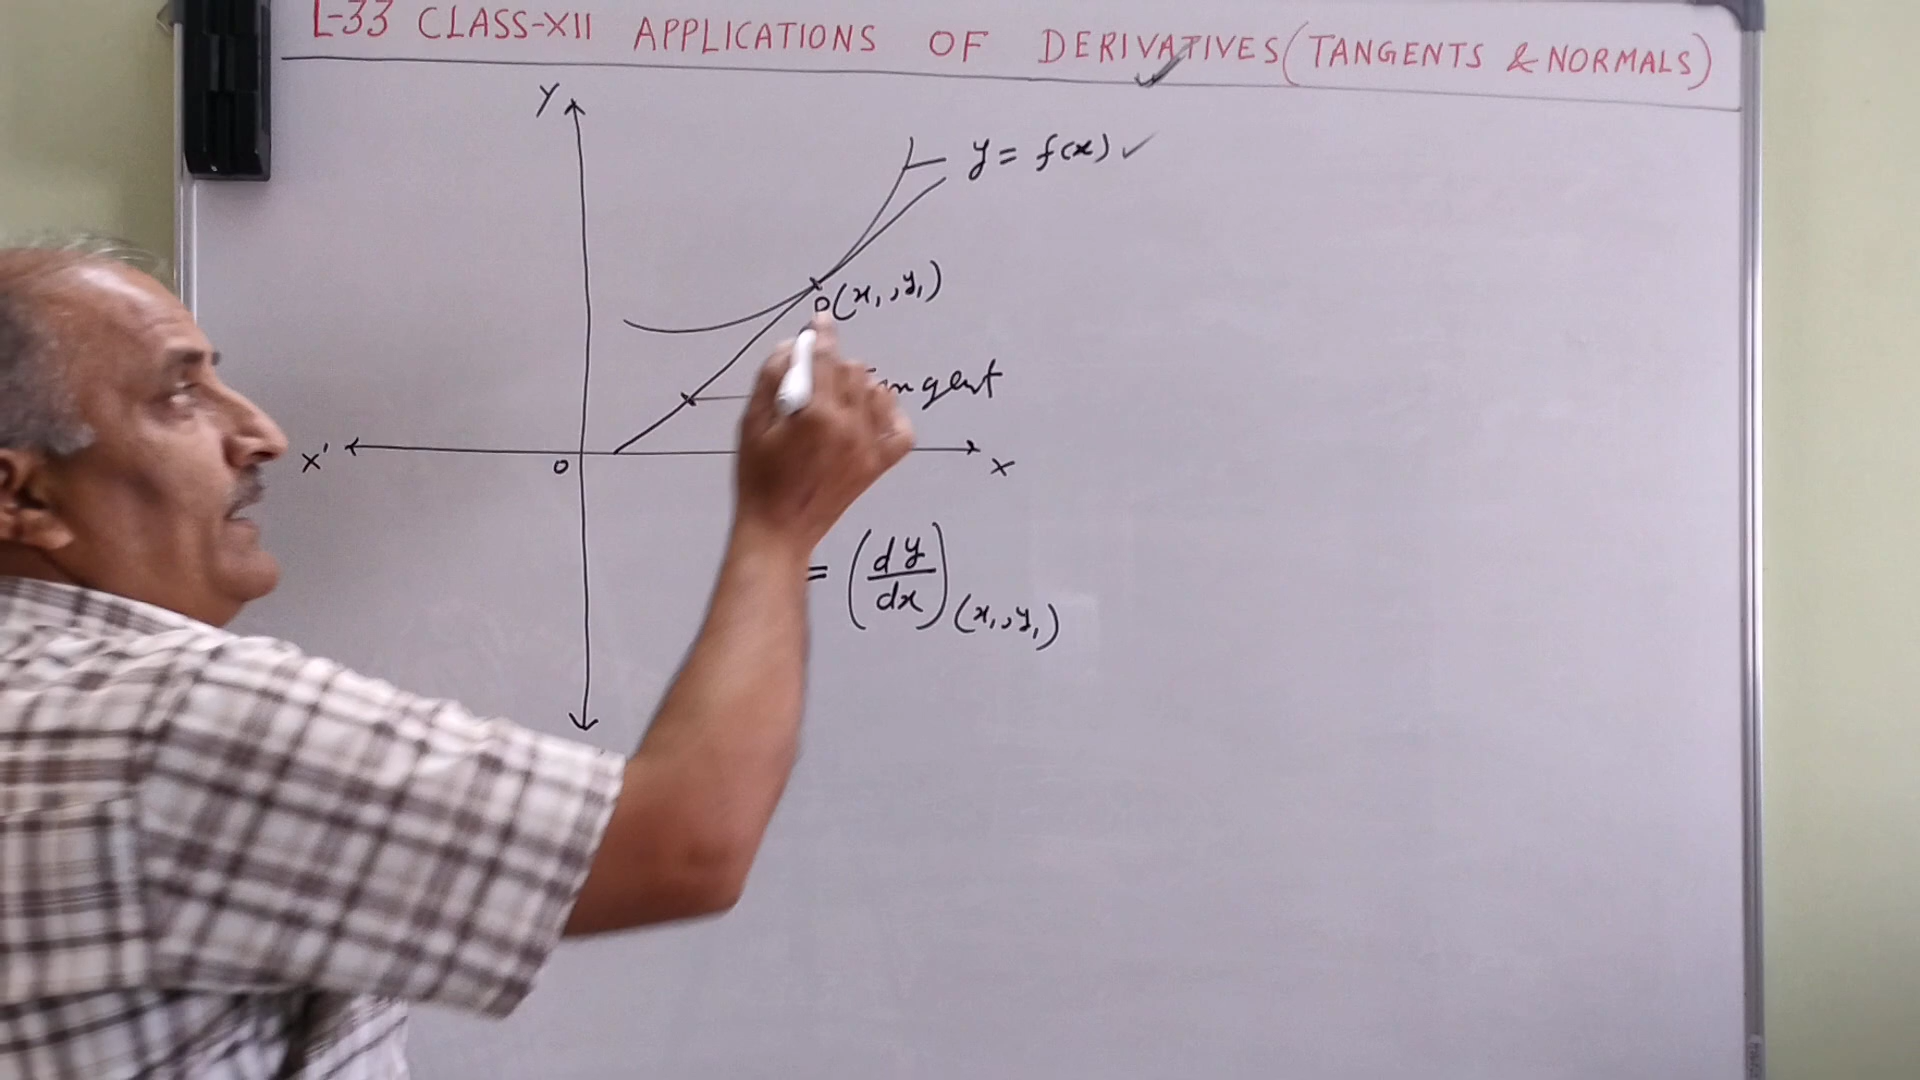 L-33 CLASS-XII APPLICATIONS OF DERIVATIVES (TANGENTS & NORMALS)
Y
y = f(x) ✓
P(x₁, y₁)
X' O X
= (dy/dx)(x₁, y₁)